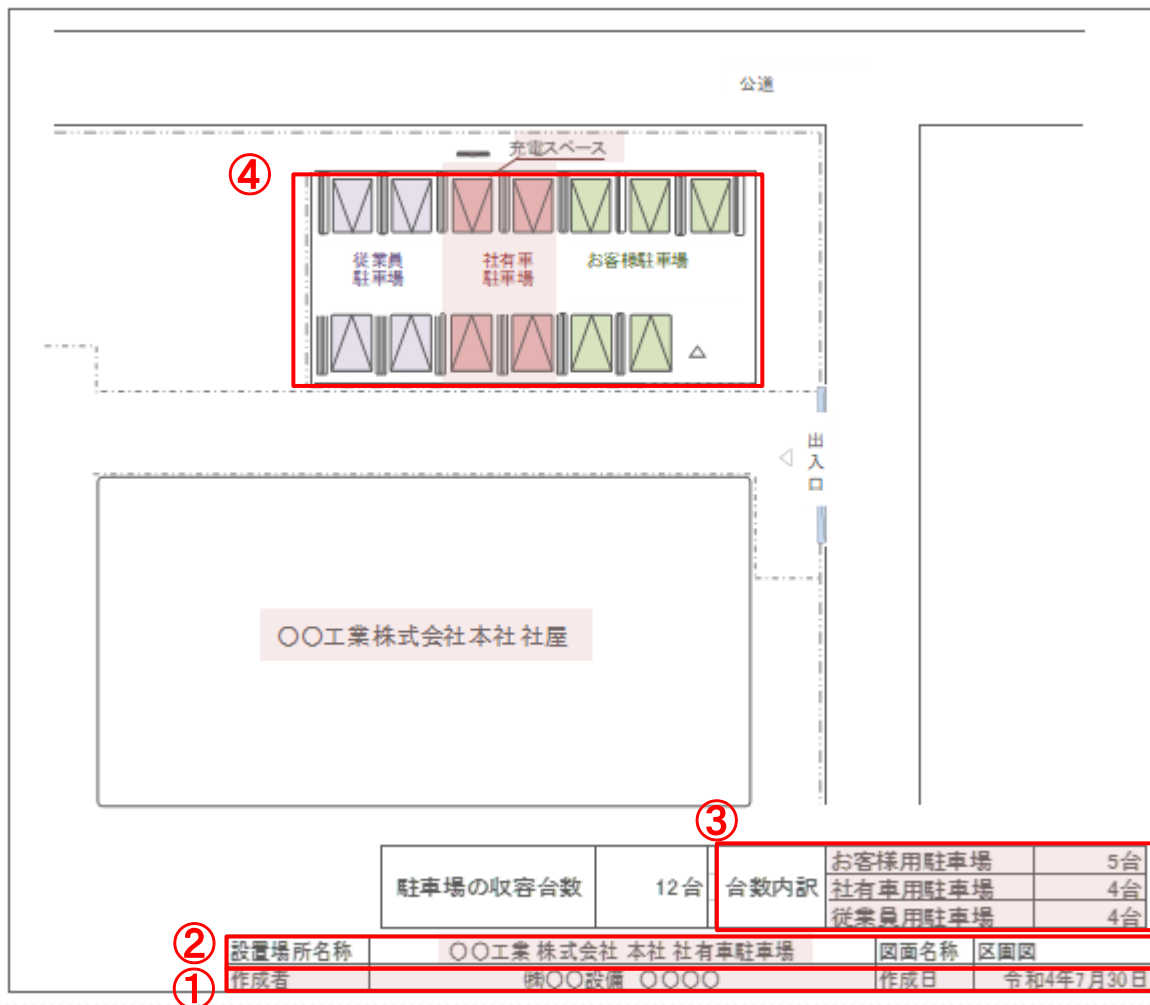 公道
充電スペース
④
従業員
駐車場
社有車
駐車場
お客様駐車場
出入口
〇〇工業株式会社本社社屋
③
駐車場の収容台数 12台 台数内訳
お客様用駐車場 5台
社有車用駐車場 4台
従業員用駐車場 4台
②
設置場所名称 〇〇工業 株式会社 本社 社有車駐車場 図面名称 区画図
①
作成者 ㈱〇〇設備 〇〇〇〇 作成日 令和4年7月30日